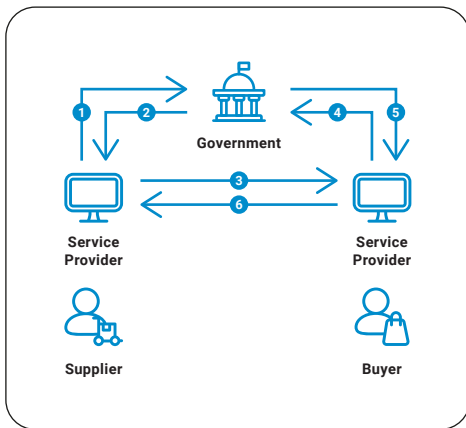 1
2
4
5
Government
3
6
Service
Provider
Service
Provider
Supplier
Buyer